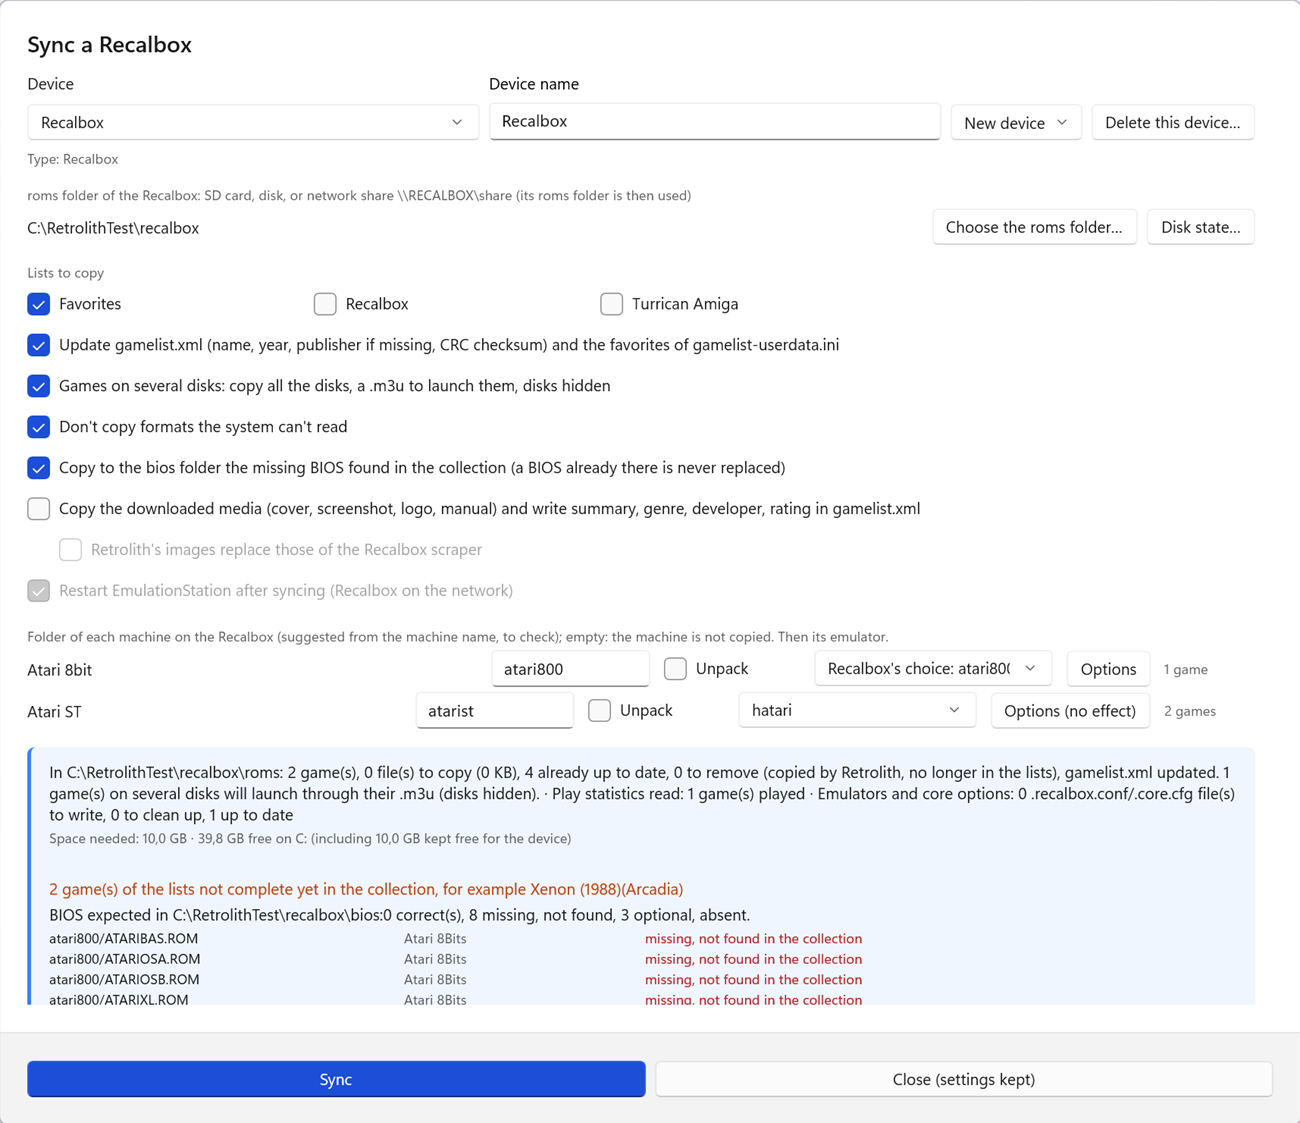 Sync a Recalbox
Device
Device name
Recalbox
Recalbox
New device
Delete this device...
Type: Recalbox
roms folder of the Recalbox: SD card, disk, or network share \\RECALBOX\share (its roms folder is then used)
C:\RetrolithTest\recalbox
Choose the roms folder...
Disk state...
Lists to copy
Favorites
Recalbox
Turrican Amiga
Update gamelist.xml (name, year, publisher if missing, CRC checksum) and the favorites of gamelist-userdata.ini
Games on several disks: copy all the disks, a .m3u to launch them, disks hidden
Don't copy formats the system can't read
Copy to the bios folder the missing BIOS found in the collection (a BIOS already there is never replaced)
Copy the downloaded media (cover, screenshot, logo, manual) and write summary, genre, developer, rating in gamelist.xml
Retrolith's images replace those of the Recalbox scraper
Restart EmulationStation after syncing (Recalbox on the network)
Folder of each machine on the Recalbox (suggested from the machine name, to check); empty: the machine is not copied. Then its emulator.
Atari 8bit
atari800
Unpack
Recalbox's choice: atari800
Options
1 game
Atari ST
atarist
Unpack
hatari
Options (no effect)
2 games
In C:\RetrolithTest\recalbox\roms: 2 game(s), 0 file(s) to copy (0 KB), 4 already up to date, 0 to remove (copied by Retrolith, no longer in the lists), gamelist.xml updated. 1
game(s) on several disks will launch through their .m3u (disks hidden). · Play statistics read: 1 game(s) played · Emulators and core options: 0 .recalbox.conf/.core.cfg file(s)
to write, 0 to clean up, 1 up to date
Space needed: 10,0 GB · 39,8 GB free on C: (including 10,0 GB kept free for the device)
2 game(s) of the lists not complete yet in the collection, for example Xenon (1988)(Arcadia)
BIOS expected in C:\RetrolithTest\recalbox\bios:0 correct(s), 8 missing, not found, 3 optional, absent.
atari800/ATARIBAS.ROM
Atari 8Bits
missing, not found in the collection
atari800/ATARIOSA.ROM
Atari 8Bits
missing, not found in the collection
atari800/ATARIOSB.ROM
Atari 8Bits
missing, not found in the collection
atari800/ATARIXL.ROM
Atari 8Bits
missing, not found in the collection
Sync
Close (settings kept)